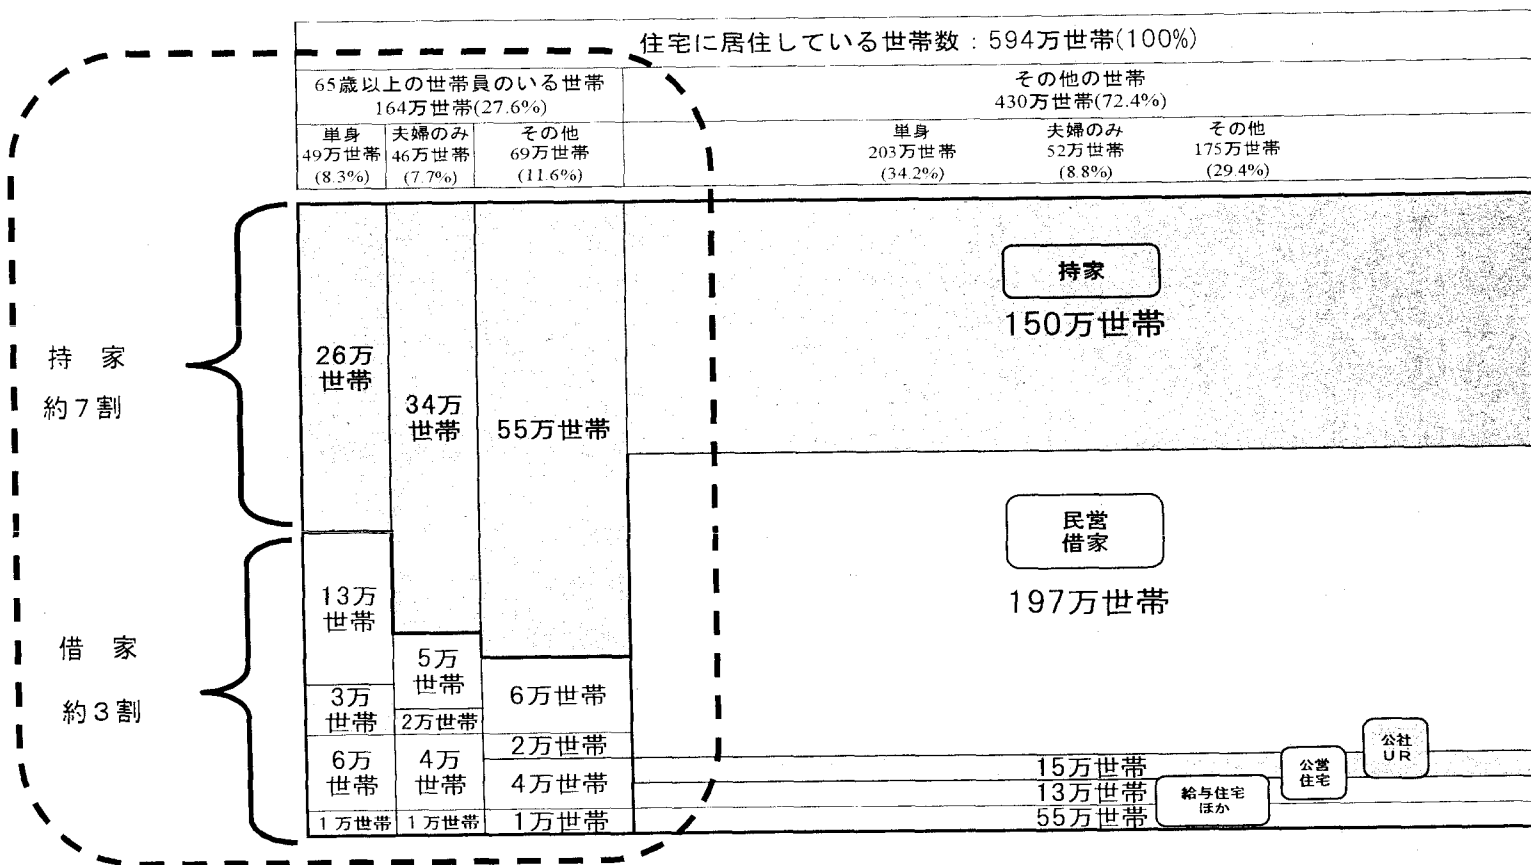 住宅に居住している世帯数：594万世帯(100%)
65歳以上の世帯員のいる世帯
164万世帯(27.6%)
その他の世帯
430万世帯(72.4%)
単身
49万世帯
(8.3%)
夫婦のみ
46万世帯
(7.7%)
その他
69万世帯
(11.6%)
単身
203万世帯
(34.2%)
夫婦のみ
52万世帯
(8.8%)
その他
175万世帯
(29.4%)
持家
約7割
26万
世帯
34万
世帯
55万世帯
持家
150万世帯
借家
約3割
13万
世帯
3万
世帯
6万
世帯
1万世帯
5万
世帯
2万世帯
4万
世帯
1万世帯
6万世帯
2万世帯
4万世帯
1万世帯
民営
借家
197万世帯
15万世帯
公社
UR
13万世帯
公営
住宅
55万世帯
給与住宅
ほか